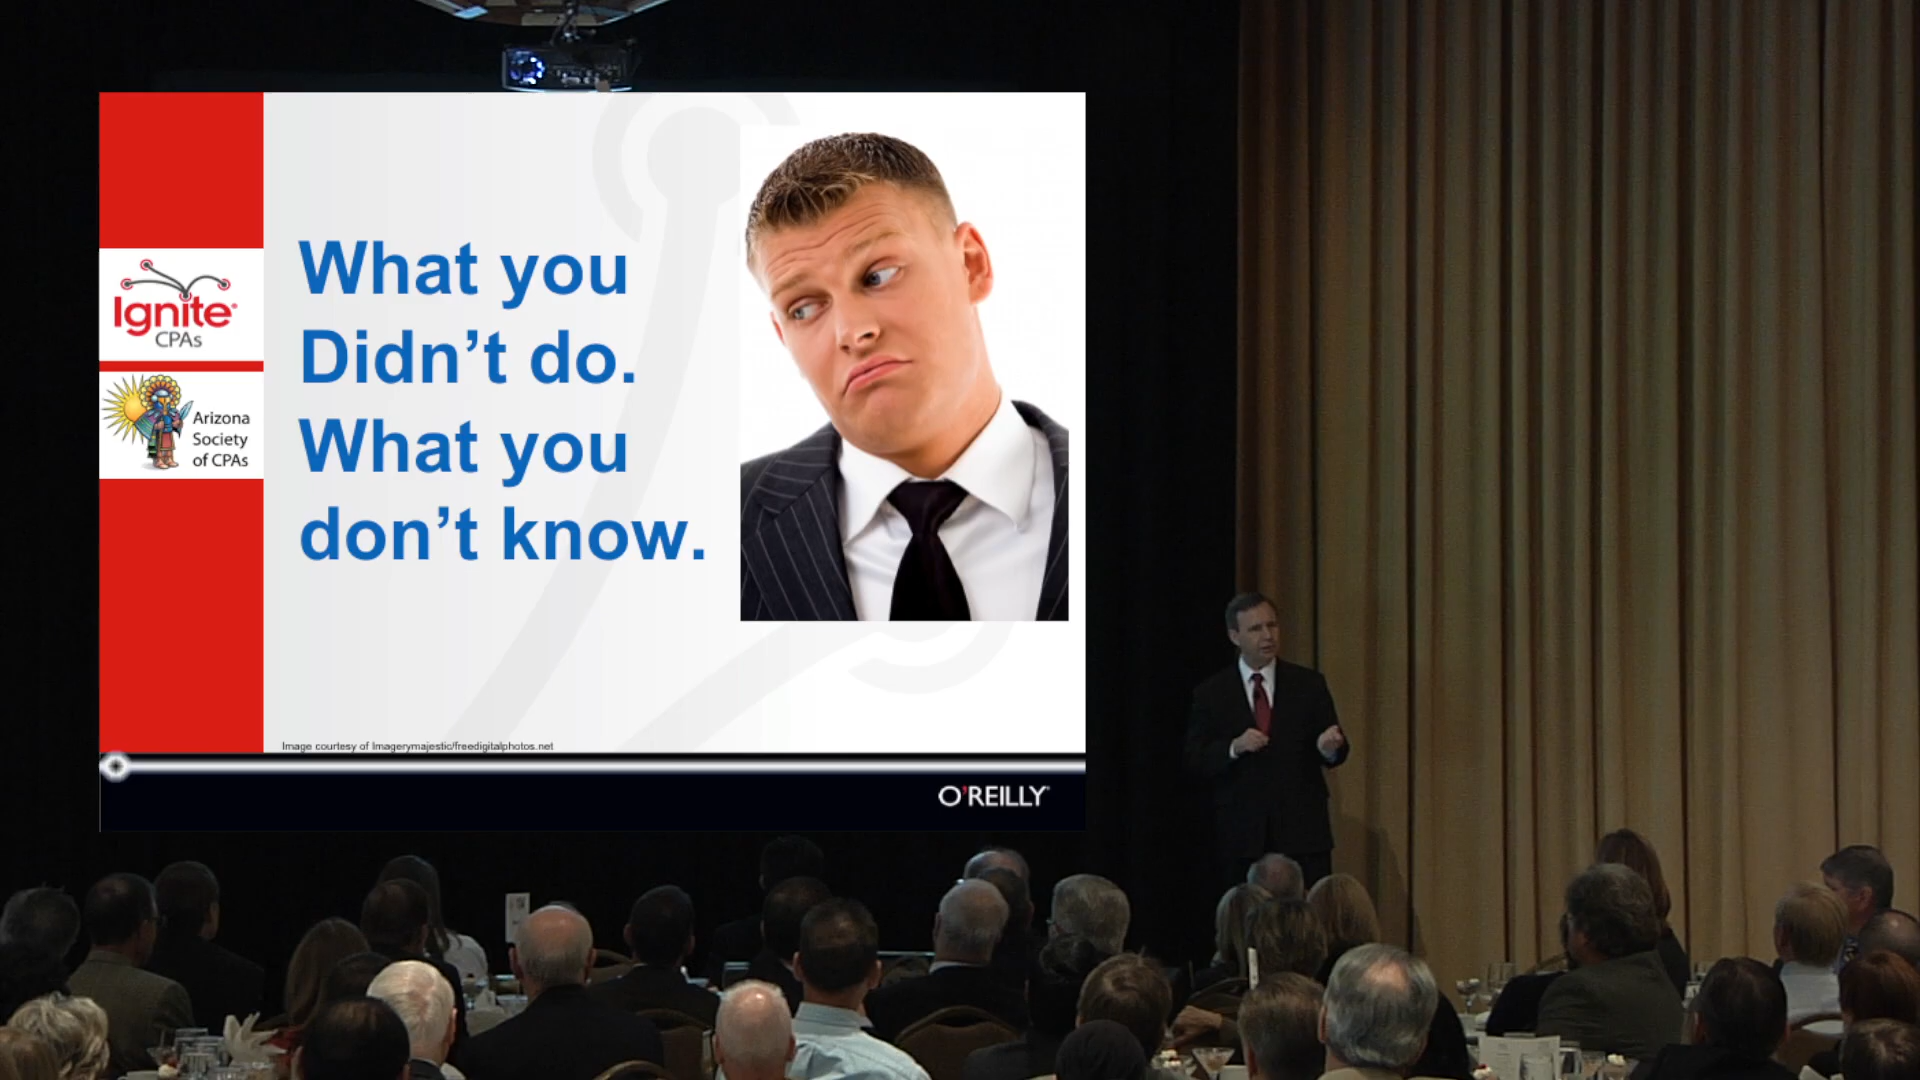 Ignite
CPAs
Arizona
Society
of CPAs
What you
Didn’t do.
What you
don’t know.
Image courtesy of Imagerymajestic/freedigitalphotos.net
O'REILLY